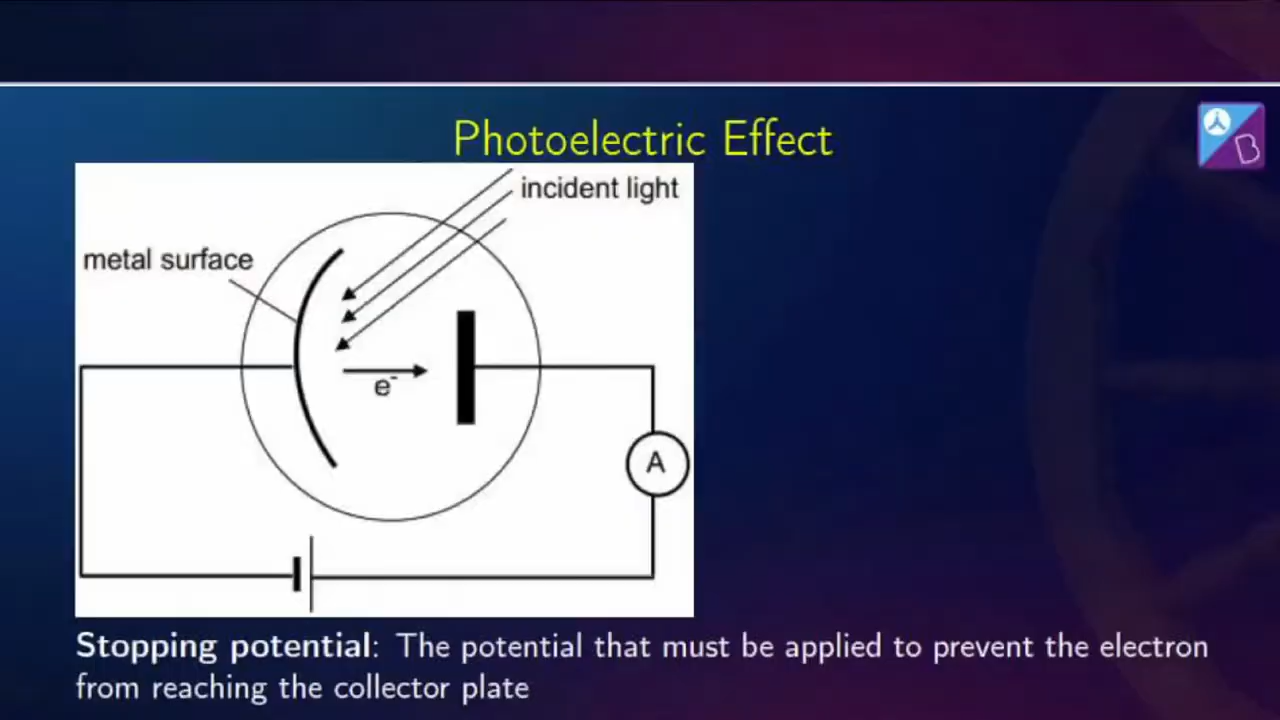 Photoelectric Effect
incident light
metal surface
e-
A
Stopping potential: The potential that must be applied to prevent the electron
from reaching the collector plate
B